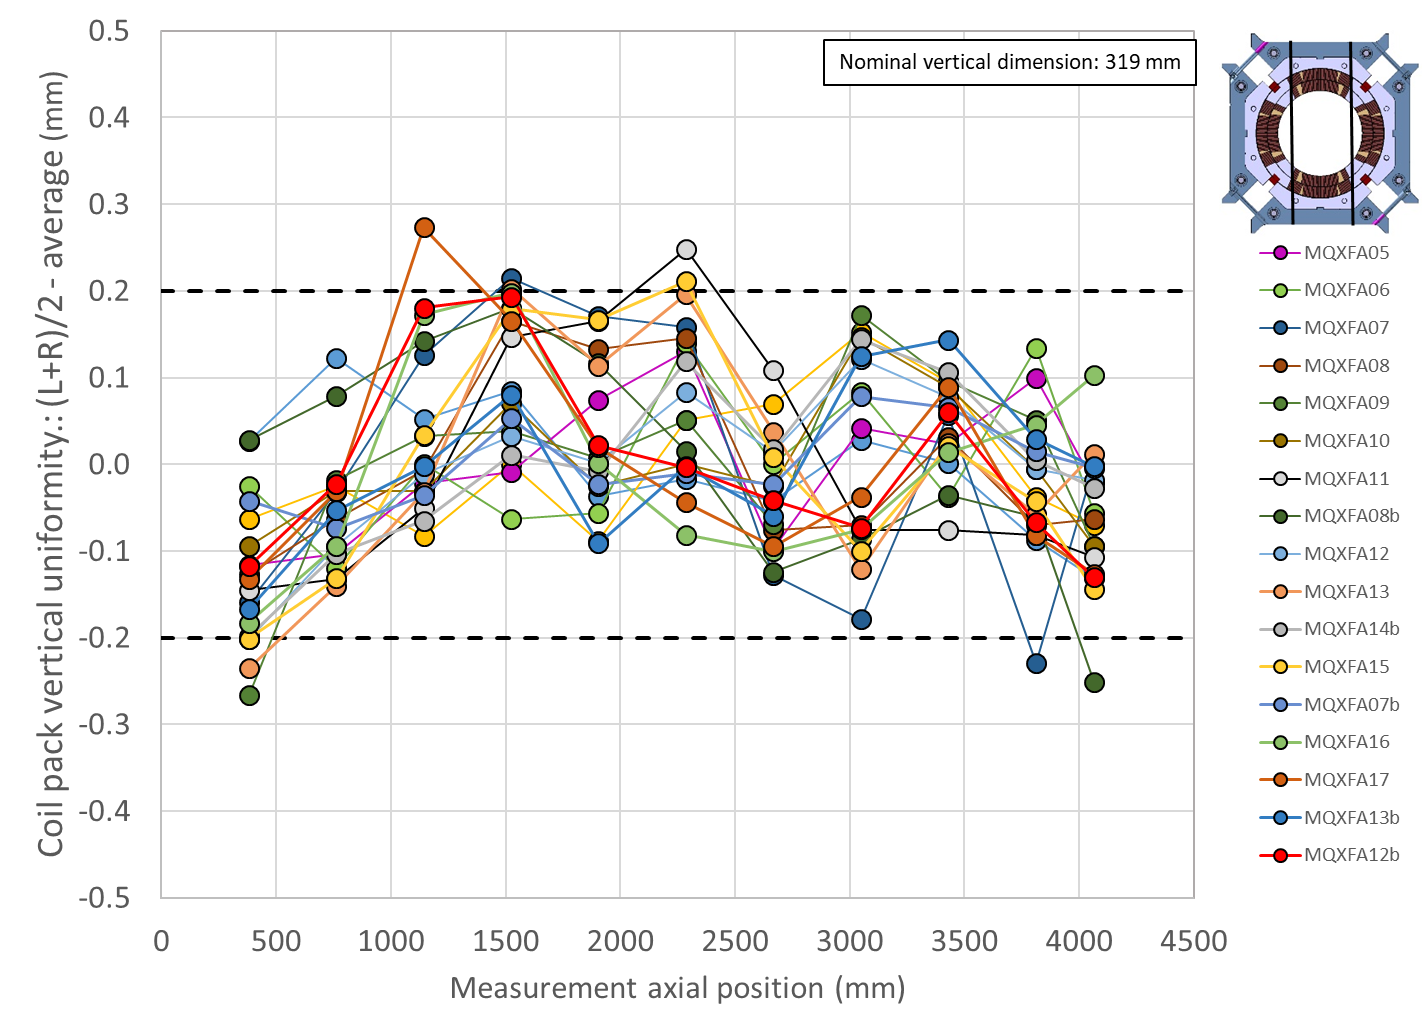 Coil pack vertical uniformity.: (L+R)/2 - average (mm)
0.5
0.4
0.3
0.2
0.1
0.0
-0.1
-0.2
-0.3
-0.4
-0.5
Nominal vertical dimension: 319 mm
MQXFA05
MQXFA06
MQXFA07
MQXFA08
MQXFA09
MQXFA10
MQXFA11
MQXFA08b
MQXFA12
MQXFA13
MQXFA14b
MQXFA15
MQXFA07b
MQXFA16
MQXFA17
MQXFA13b
MQXFA12b
0 500 1000 1500 2000 2500 3000 3500 4000 4500
Measurement axial position (mm)